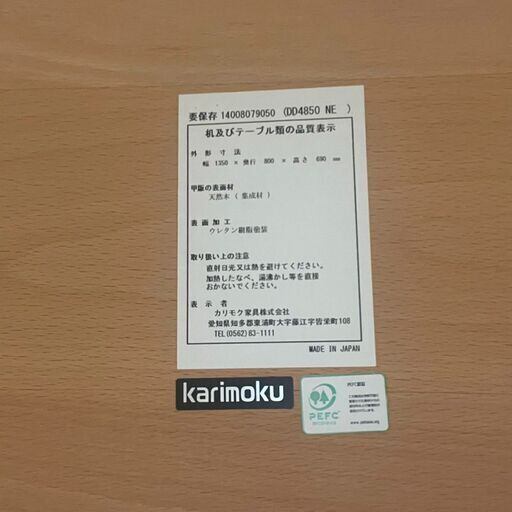 要保存 14008079050 (DD4850 NE )
机及びテーブル類の品質表示
外形寸法
幅 1350 × 奥行 800 × 高さ 690 mm
甲板の表面材
天然木 ( 集成材 )
表面加工
ウレタン樹脂塗装
取り扱い上の注意
直射日光又は熱を避けてください。
加熱したなべ、湯沸かし等を直接
おかないでください。
表示者
カリモク家具株式会社
愛知県知多郡東浦町大字藤江字皆栄町108
TEL(0562)83-1111
MADE IN JAPAN
karimoku
PEFC
PEFC認証